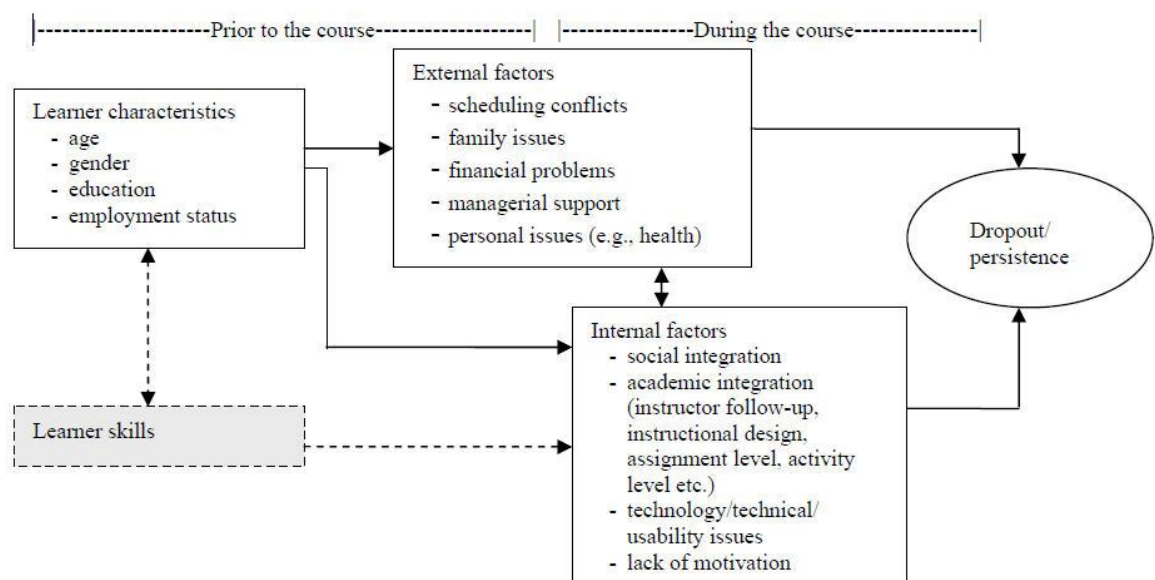 |--------------------Prior to the course------------------|
|----------------During the course---------------|
Learner characteristics
- age
- gender
- education
- employment status
External factors
- scheduling conflicts
- family issues
- financial problems
- managerial support
- personal issues (e.g., health)
Dropout/
persistence
Internal factors
- social integration
- academic integration
(instructor follow-up,
instructional design,
assignment level, activity
level etc.)
- technology/technical/
usability issues
- lack of motivation
Learner skills